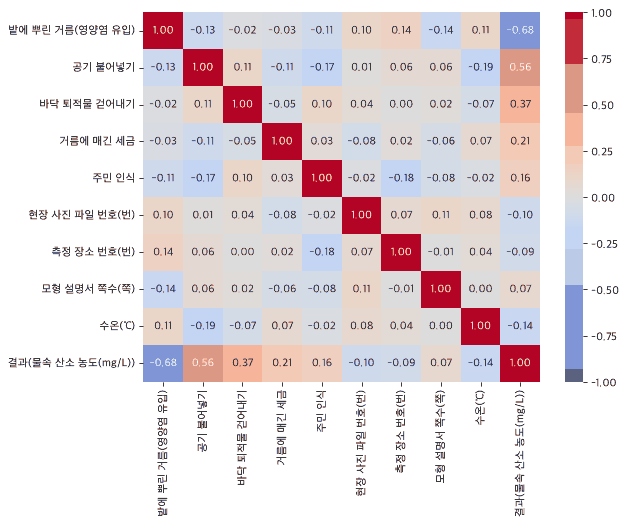 밭에 뿌린 거름(영양염 유입) 1.00 -0.13 -0.02 -0.03 -0.11 0.10 0.14 -0.14 0.11 -0.68
공기 불어넣기 -0.13 1.00 0.11 -0.11 -0.17 0.01 0.06 0.06 -0.19 0.56
바닥 퇴적물 걷어내기 -0.02 0.11 1.00 -0.05 0.10 0.04 0.00 0.02 -0.07 0.37
거름에 매긴 세금 -0.03 -0.11 -0.05 1.00 0.03 -0.08 0.02 -0.06 0.07 0.21
주민 인식 -0.11 -0.17 0.10 0.03 1.00 -0.02 -0.18 -0.08 -0.02 0.16
현장 사진 파일 번호(번) 0.10 0.01 0.04 -0.08 -0.02 1.00 0.07 0.11 0.08 -0.10
측정 장소 번호(번) 0.14 0.06 0.00 0.02 -0.18 0.07 1.00 -0.01 0.04 -0.09
모형 설명서 쪽수(쪽) -0.14 0.06 0.02 -0.06 -0.08 0.11 -0.01 1.00 0.00 0.07
수온(℃) 0.11 -0.19 -0.07 0.07 -0.02 0.08 0.04 0.00 1.00 -0.14
결과(물속 산소 농도(mg/L)) -0.68 0.56 0.37 0.21 0.16 -0.10 -0.09 0.07 -0.14 1.00
밭에 뿌린 거름(영양염 유입)
공기 불어넣기
바닥 퇴적물 걷어내기
거름에 매긴 세금
주민 인식
현장 사진 파일 번호(번)
측정 장소 번호(번)
모형 설명서 쪽수(쪽)
수온(℃)
결과(물속 산소 농도(mg/L))
1.00
0.75
0.50
0.25
0.00
-0.25
-0.50
-0.75
-1.00